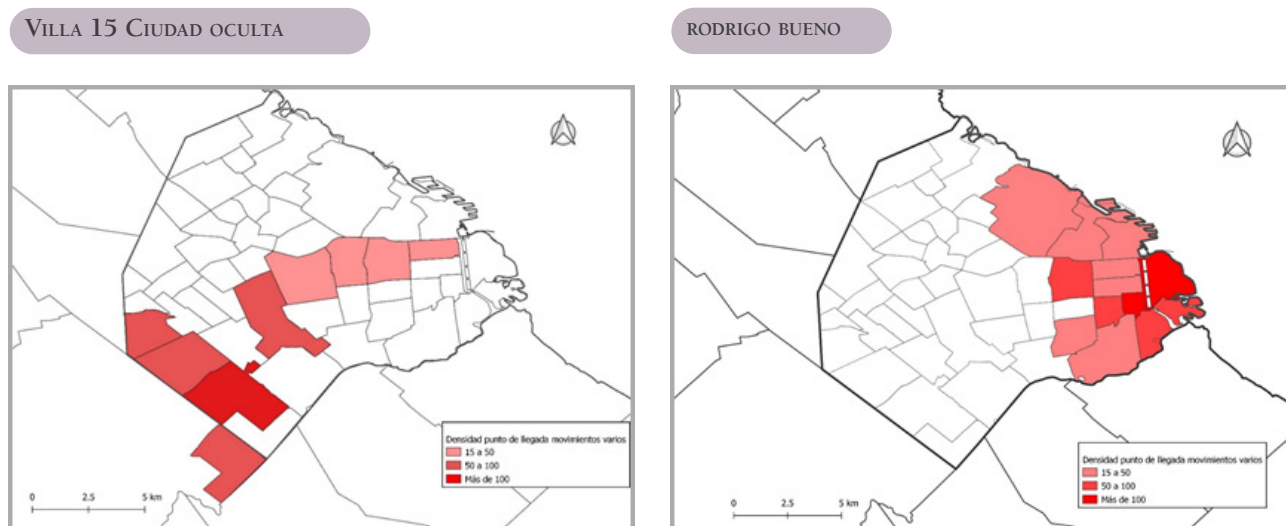 VILLA 15 CIUDAD OCULTA
Densidad punto de llegada movimientos varios
15 a 50
50 a 100
Más de 100
0 2.5 5 km
RODRIGO BUENO
Densidad punto de llegada movimientos varios
15 a 50
50 a 100
Más de 100
0 2.5 5 km